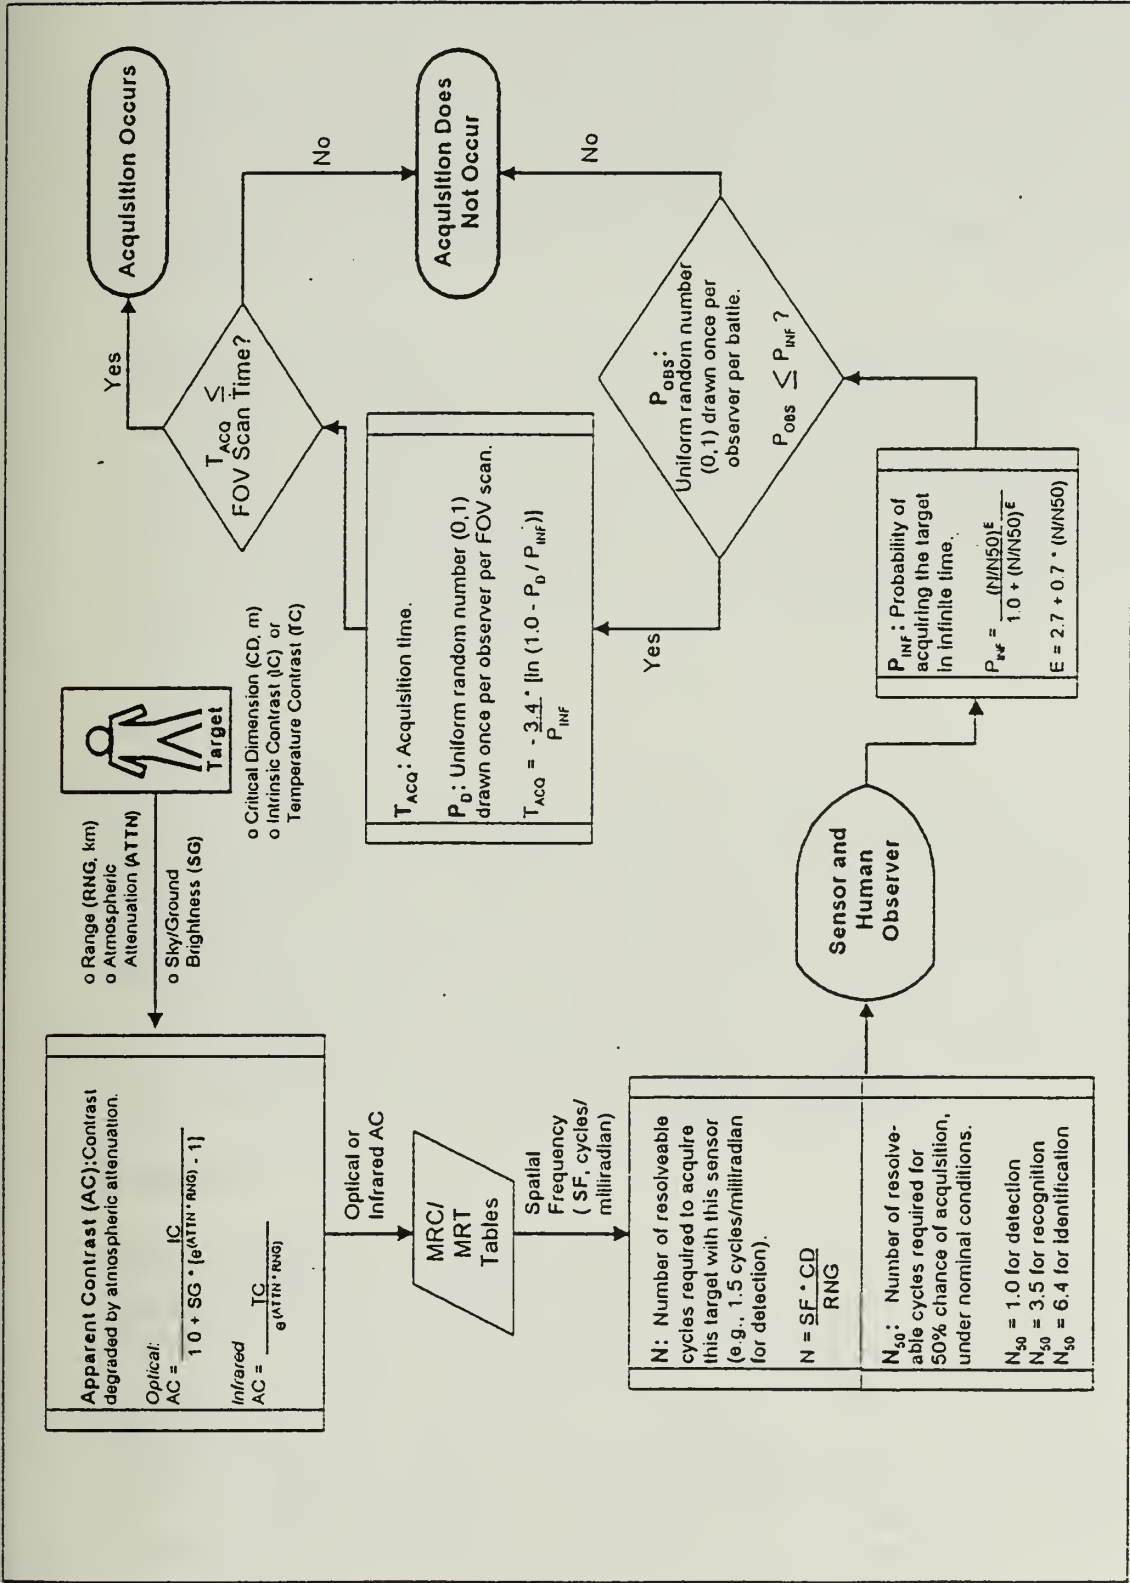 Target
o Critical Dimension (CD, m)
o Intrinsic Contrast (IC) or
Temperature Contrast (TC)
o Range (RNG, km)
o Atmospheric
Attenuation (ATTN)
o Sky/Ground
Brightness (SG)
Apparent Contrast (AC):Contrast
degraded by atmospheric attenuation.
Optical:
AC = IC
1 0 + SG * [e(ATTN * RNG) - 1]
Infrared
AC = TC
e(ATTN * RNG)
Optical or
Infrared AC
MRC/
MRT
Tables
Spatial
Frequency
( SF, cycles/
milliradian)
N: Number of resolveable
cycles required to acquire
this target with this sensor
(e.g., 1.5 cycles/milliradian
for detection).
N = SF * CD
RNG
N50: Number of resolve-
able cycles required for
50% chance of acquisition,
under nominal conditions.
N50 = 1.0 for detection
N50 = 3.5 for recognition
N50 = 6.4 for identification
Sensor and
Human
Observer
PINF: Probability of
acquiring the target
in infinite time.
PINF = (N/N50)E
1.0 + (N/N50)E
E = 2.7 + 0.7 * (N/N50)
POBS:
Uniform random number
(0,1) drawn once per
observer per battle.
POBS ≤ PINF ?
Yes
No
TACQ: Acquisition time.
PD: Uniform random number (0,1)
drawn once per observer per FOV scan.
TACQ = - 3.4 * [ln (1.0 - PD / PINF)]
PINF
TACQ ≤
FOV Scan Time?
Yes
No
Acquisition Occurs
Acquisition Does
Not Occur